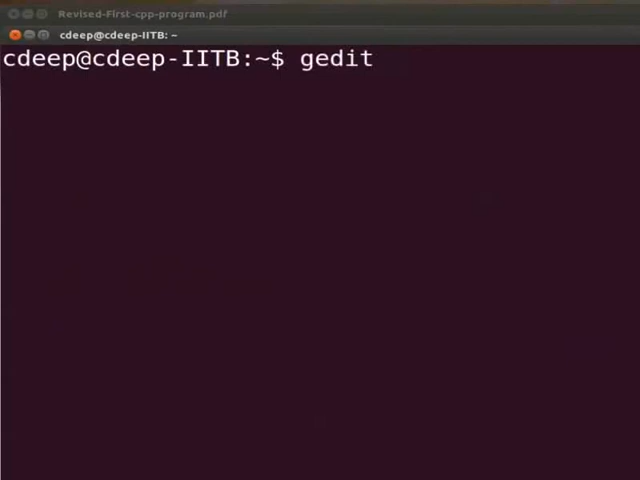 Revised-First-cpp-program.pdf
cdeep@cdeep-IITB: ~
cdeep@cdeep-IITB:~$ gedit